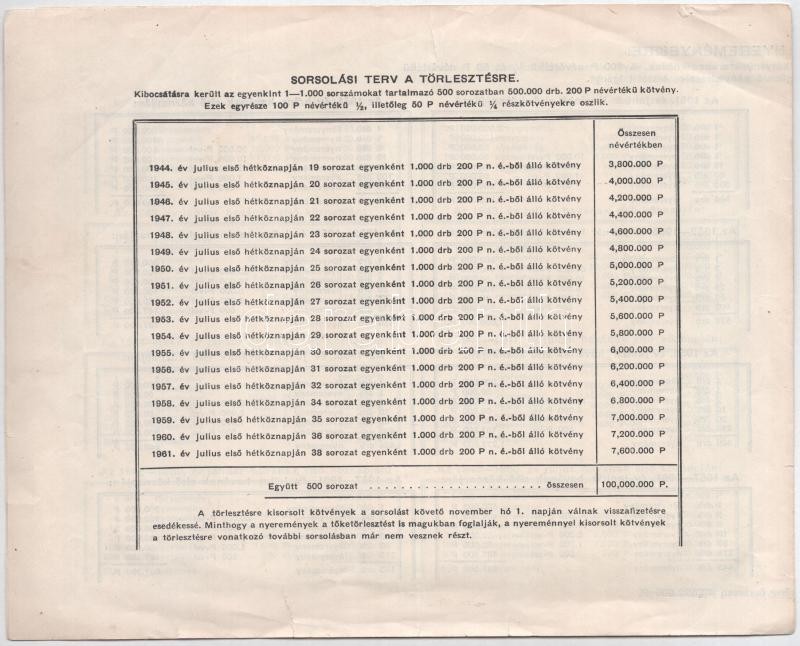 SORSOLÁSI TERV A TÖRLESZTÉSRE.
Kibocsátásra került az egyenkint 1—1.000 sorszámokat tartalmazó 500 sorozatban 500.000 drb. 200 P névértékű kötvény.
Ezek egyrésze 100 P névértékű ½, illetőleg 50 P névértékű ¼ részkötvényekre oszlik.
Összesen
névértékben
1944. év julius első hétköznapján 19 sorozat egyenként 1.000 drb 200 P n. é.-ből álló kötvény 3,800.000 P
1945. év julius első hétköznapján 20 sorozat egyenként 1.000 drb 200 P n. é.-ből álló kötvény 4,000.000 P
1946. év julius első hétköznapján 21 sorozat egyenként 1.000 drb 200 P n. é.-ből álló kötvény 4,200.000 P
1947. év julius első hétköznapján 22 sorozat egyenként 1.000 drb 200 P n. é.-ből álló kötvény 4,400.000 P
1948. év julius első hétköznapján 23 sorozat egyenként 1.000 drb 200 P n. é.-ből álló kötvény 4,600.000 P
1949. év julius első hétköznapján 24 sorozat egyenként 1.000 drb 200 P n. é.-ből álló kötvény 4,800.000 P
1950. év julius első hétköznapján 25 sorozat egyenként 1.000 drb 200 P n. é.-ből álló kötvény 5,000.000 P
1951. év julius első hétköznapján 26 sorozat egyenként 1.000 drb 200 P n. é.-ből álló kötvény 5,200.000 P
1952. év julius első hétköznapján 27 sorozat egyenként 1.000 drb 200 P n. é.-ből álló kötvény 5,400.000 P
1953. év julius első hétköznapján 28 sorozat egyenként 1.000 drb 200 P n. é.-ből álló kötvény 5,600.000 P
1954. év julius első hétköznapján 29 sorozat egyenként 1.000 drb 200 P n. é.-ből álló kötvény 5,800.000 P
1955. év julius első hétköznapján 30 sorozat egyenként 1.000 drb 200 P n. é.-ből álló kötvény 6,000.000 P
1956. év julius első hétköznapján 31 sorozat egyenként 1.000 drb 200 P n. é.-ből álló kötvény 6,200.000 P
1957. év julius első hétköznapján 32 sorozat egyenként 1.000 drb 200 P n. é.-ből álló kötvény 6,400.000 P
1958. év julius első hétköznapján 34 sorozat egyenként 1.000 drb 200 P n. é.-ből álló kötvény 6.800.000 P
1959. év julius első hétköznapján 35 sorozat egyenként 1.000 drb 200 P n. é.-ből álló kötvény 7,000.000 P
1960. év julius első hétköznapján 36 sorozat egyenként 1.000 drb 200 P n. é.-ből álló kötvény 7,200.000 P
1961. év julius első hétköznapján 38 sorozat egyenként 1.000 drb 200 P n. é.-ből álló kötvény 7,600.000 P
Együtt 500 sorozat . . . . . . . . . . . . . . . . . . . . . . . összesen 100,000.000 P.
A törlesztésre kisorsolt kötvények a sorsolást követő november hó 1. napján válnak visszafizetésre
esedékessé. Minthogy a nyeremények a tőketörlesztést is magukban foglalják, a nyereménnyel kisorsolt kötvények
a törlesztésre vonatkozó további sorsolásban már nem vesznek részt.